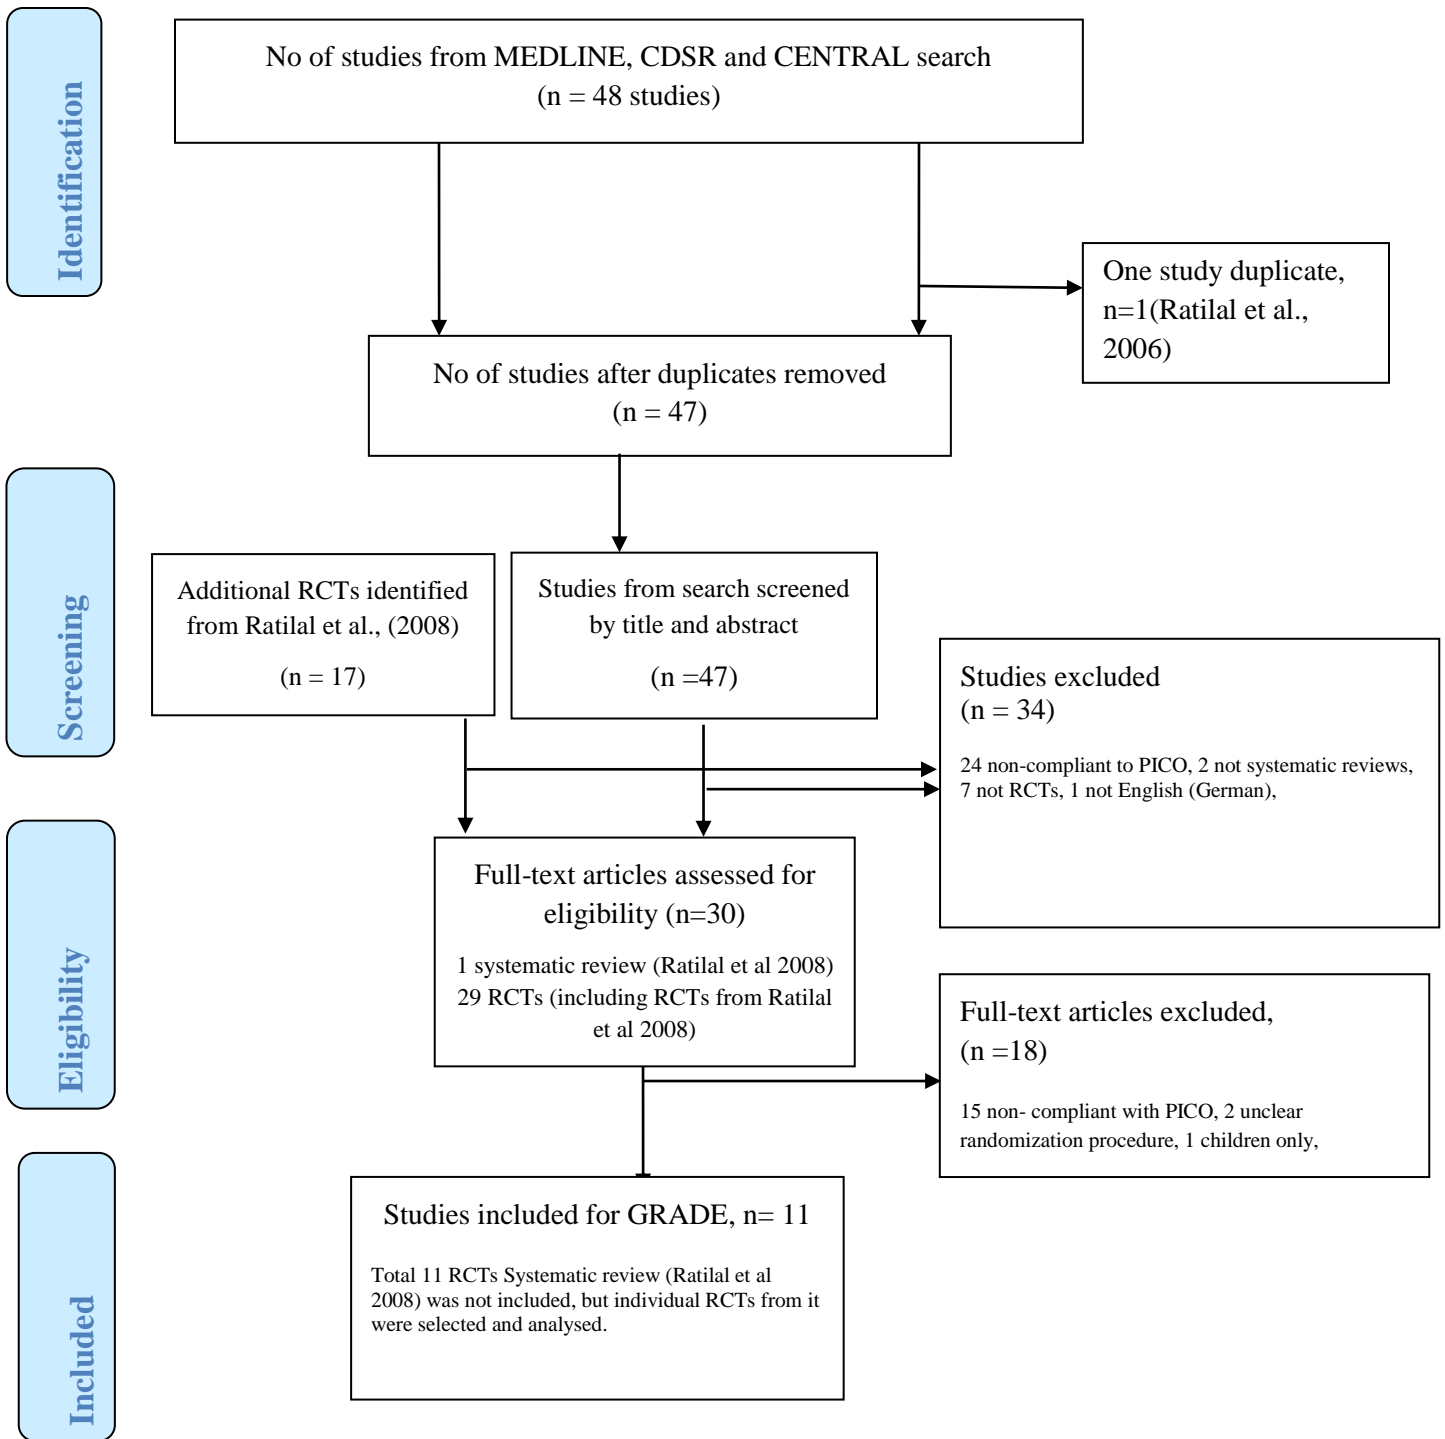 Identification
No of studies from MEDLINE, CDSR and CENTRAL search
(n = 48 studies)
One study duplicate,
n=1(Ratilal et al.,
2006)
No of studies after duplicates removed
(n = 47)
Screening
Additional RCTs identified
from Ratilal et al., (2008)
(n = 17)
Studies from search screened
by title and abstract
(n =47)
Studies excluded
(n = 34)
24 non-compliant to PICO, 2 not systematic reviews,
7 not RCTs, 1 not English (German),
Eligibility
Full-text articles assessed for
eligibility (n=30)
1 systematic review (Ratilal et al 2008)
29 RCTs (including RCTs from Ratilal
et al 2008)
Full-text articles excluded,
(n =18)
15 non- compliant with PICO, 2 unclear
randomization procedure, 1 children only,
Included
Studies included for GRADE, n= 11
Total 11 RCTs Systematic review (Ratilal et al
2008) was not included, but individual RCTs from it
were selected and analysed.